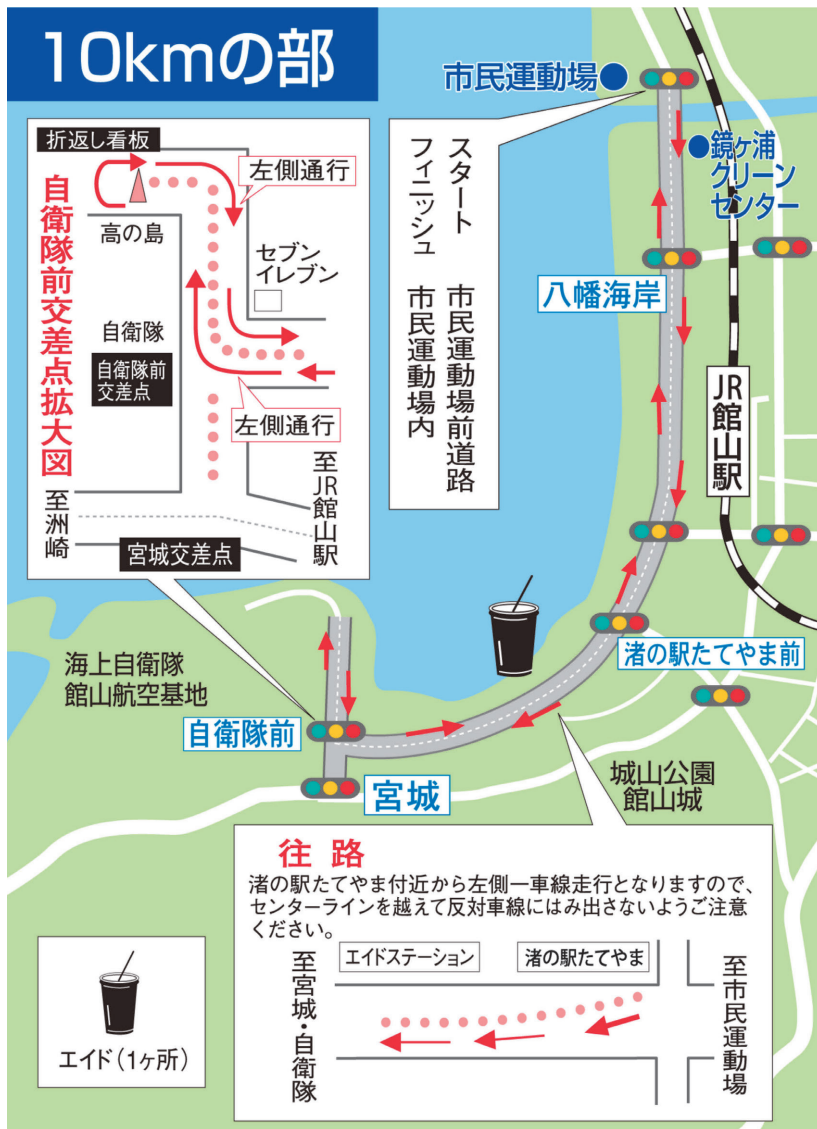 10kmの部
市民運動場
鏡ヶ浦
クリーン
センター
八幡海岸
JR館山駅
スタート 市民運動場前道路
フィニッシュ 市民運動場内
折返し看板
左側通行
自衛隊前交差点拡大図
高の島
セブン
イレブン
自衛隊
自衛隊前
交差点
左側通行
至洲崎
宮城交差点
至JR館山駅
渚の駅たてやま前
海上自衛隊
館山航空基地
自衛隊前
宮城
城山公園
館山城
往路
渚の駅たてやま付近から左側一車線走行となりますので、
センターラインを越えて反対車線にはみ出さないようご注意
ください。
エイドステーション
渚の駅たてやま
至宮城・自衛隊
至市民運動場
エイド(1ヶ所)